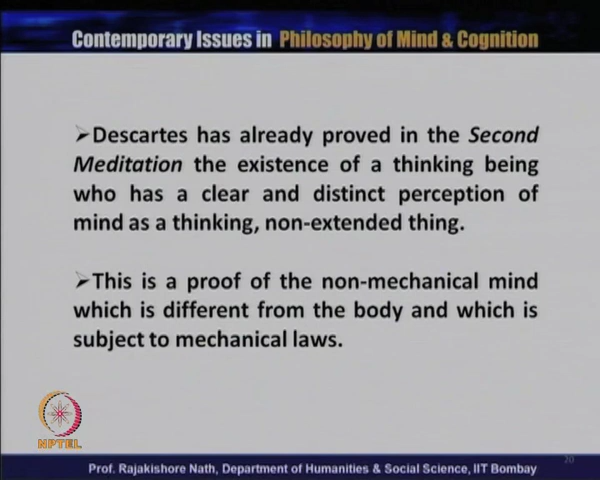 Contemporary Issues in Philosophy of Mind & Cognition
➢Descartes has already proved in the Second
Meditation the existence of a thinking being
who has a clear and distinct perception of
mind as a thinking, non-extended thing.
➢This is a proof of the non-mechanical mind
which is different from the body and which is
subject to mechanical laws.
NPTEL
20
Prof. Rajakishore Nath, Department of Humanities & Social Science, IIT Bombay